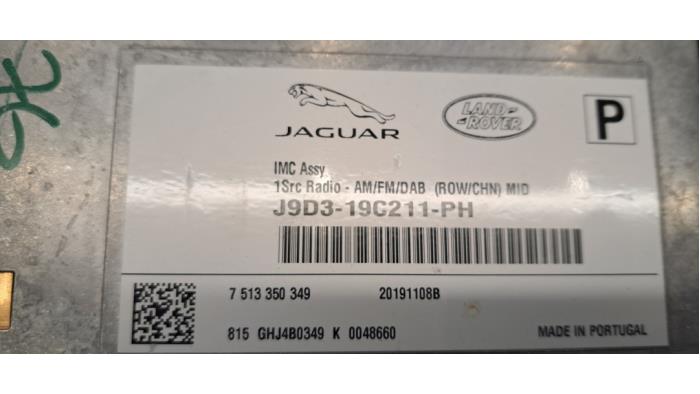 JAGUAR
LAND
ROVER
P
IMC Assy
1Src Radio - AM/FM/DAB (ROW/CHN) MID
J9D3-19C211-PH
7 513 350 349 20191108B
815 GHJ4B0349 K 0048660 MADE IN PORTUGAL